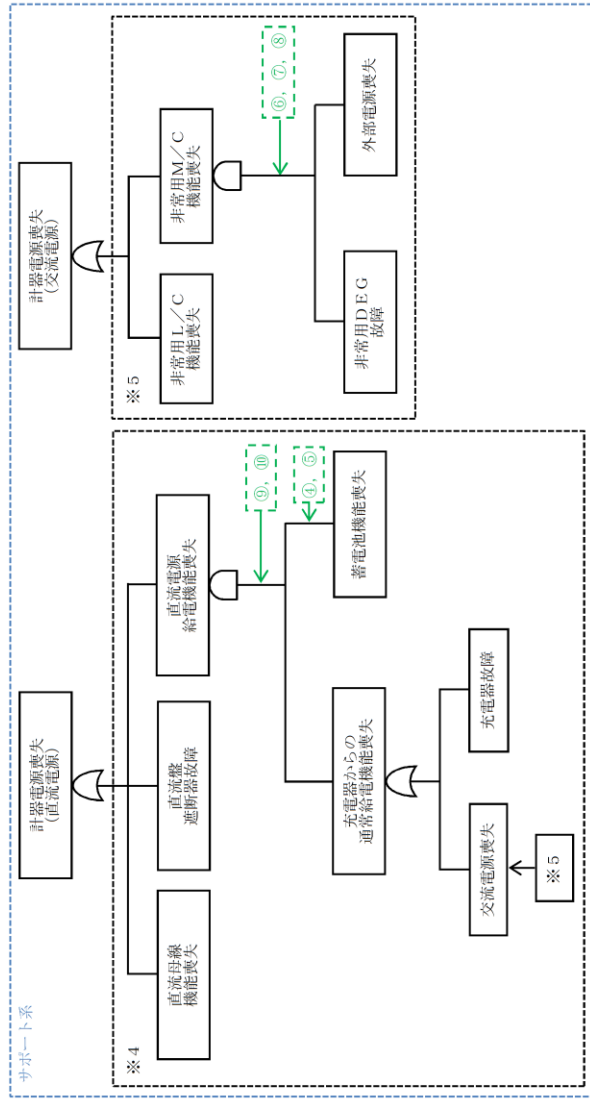 サポート系
計器電源喪失
(直流電源)
※４
直流母線
機能喪失
直流盤
遮断器故障
直流電源
給電機能喪失
⑨，⑩
④，⑤
充電器からの
通常給電機能喪失
蓄電池機能喪失
交流電源喪失
充電器故障
※５
計器電源喪失
(交流電源)
※５
非常用Ｌ／Ｃ
機能喪失
非常用Ｍ／Ｃ
機能喪失
⑥，⑦，⑧
非常用ＤＥＧ
故障
外部電源喪失